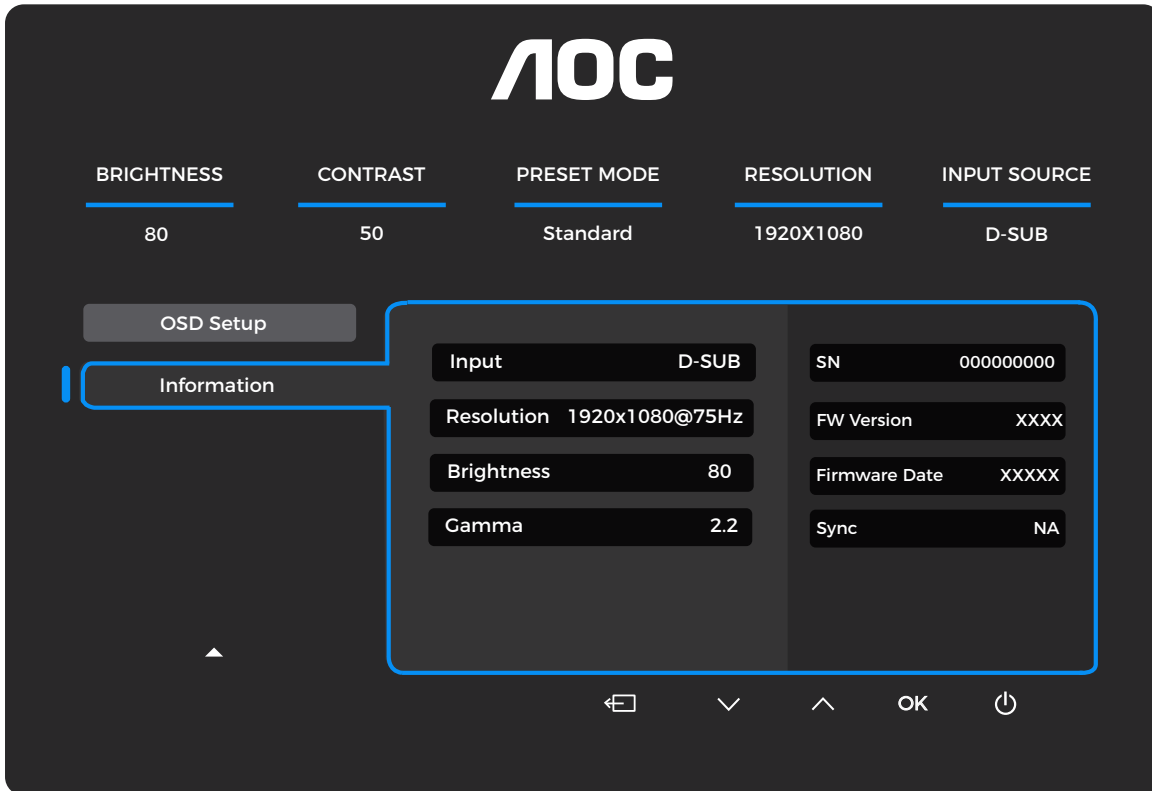 AOC
BRIGHTNESS CONTRAST PRESET MODE RESOLUTION INPUT SOURCE
80 50 Standard 1920X1080 D-SUB
OSD Setup
Information
Input D-SUB
Resolution 1920x1080@75Hz
Brightness 80
Gamma 2.2
SN 000000000
FW Version XXXX
Firmware Date XXXXX
Sync NA
OK